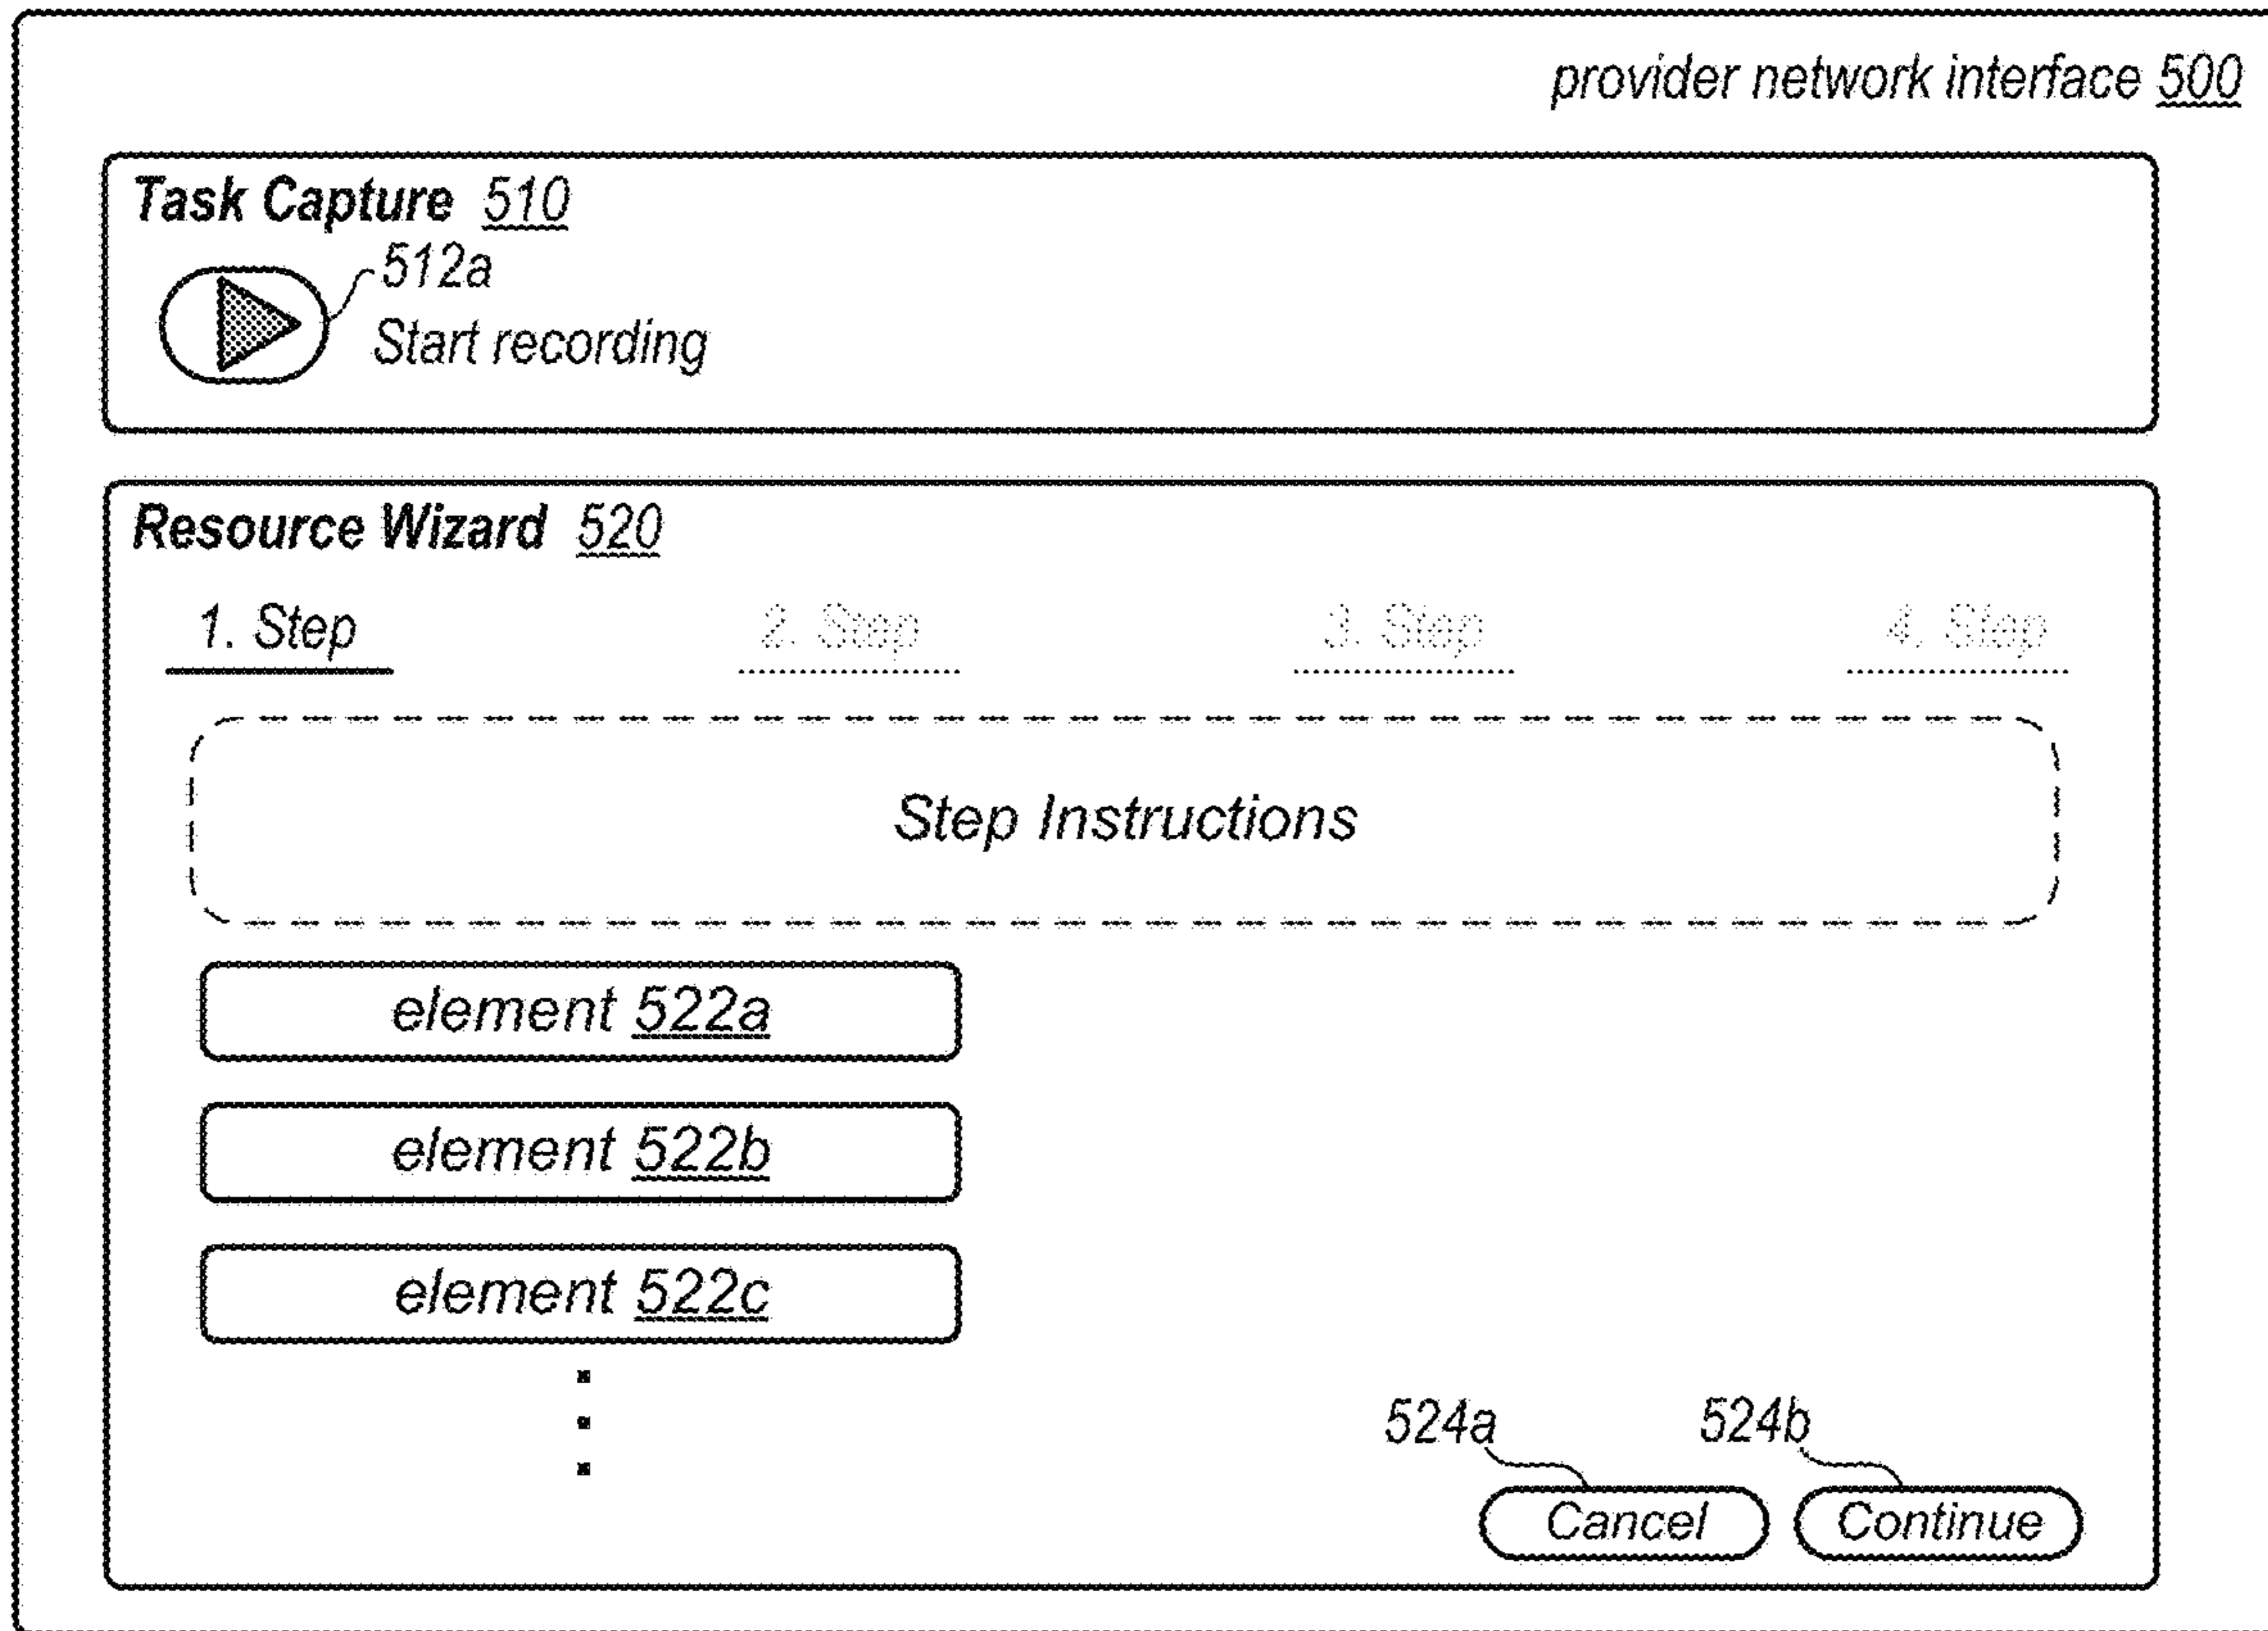 provider network interface 500
Task Capture 510
512a
Start recording
Resource Wizard 520
1. Step 2. Step 3. Step 4. Step
Step Instructions
element 522a
element 522b
element 522c
524a 524b
Cancel Continue